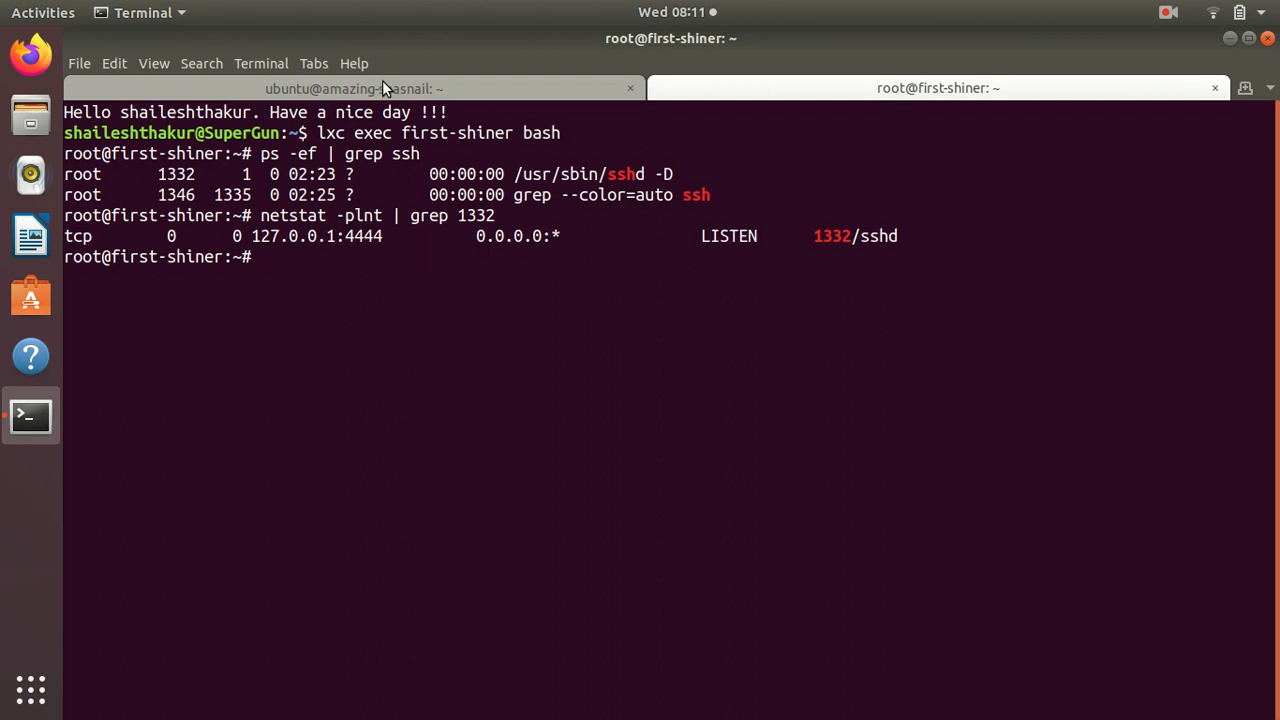 Activities Terminal Wed 08:11
root@first-shiner: ~
File Edit View Search Terminal Tabs Help
ubuntu@amazing- asnail: ~ × root@first-shiner: ~ ×
Hello shaileshthakur. Have a nice day !!!
shaileshthakur@SuperGun:~$ lxc exec first-shiner bash
root@first-shiner:~# ps -ef | grep ssh
root 1332 1 0 02:23 ? 00:00:00 /usr/sbin/sshd -D
root 1346 1335 0 02:25 ? 00:00:00 grep --color=auto ssh
root@first-shiner:~# netstat -plnt | grep 1332
tcp 0 0 127.0.0.1:4444 0.0.0.0:* LISTEN 1332/sshd
root@first-shiner:~#